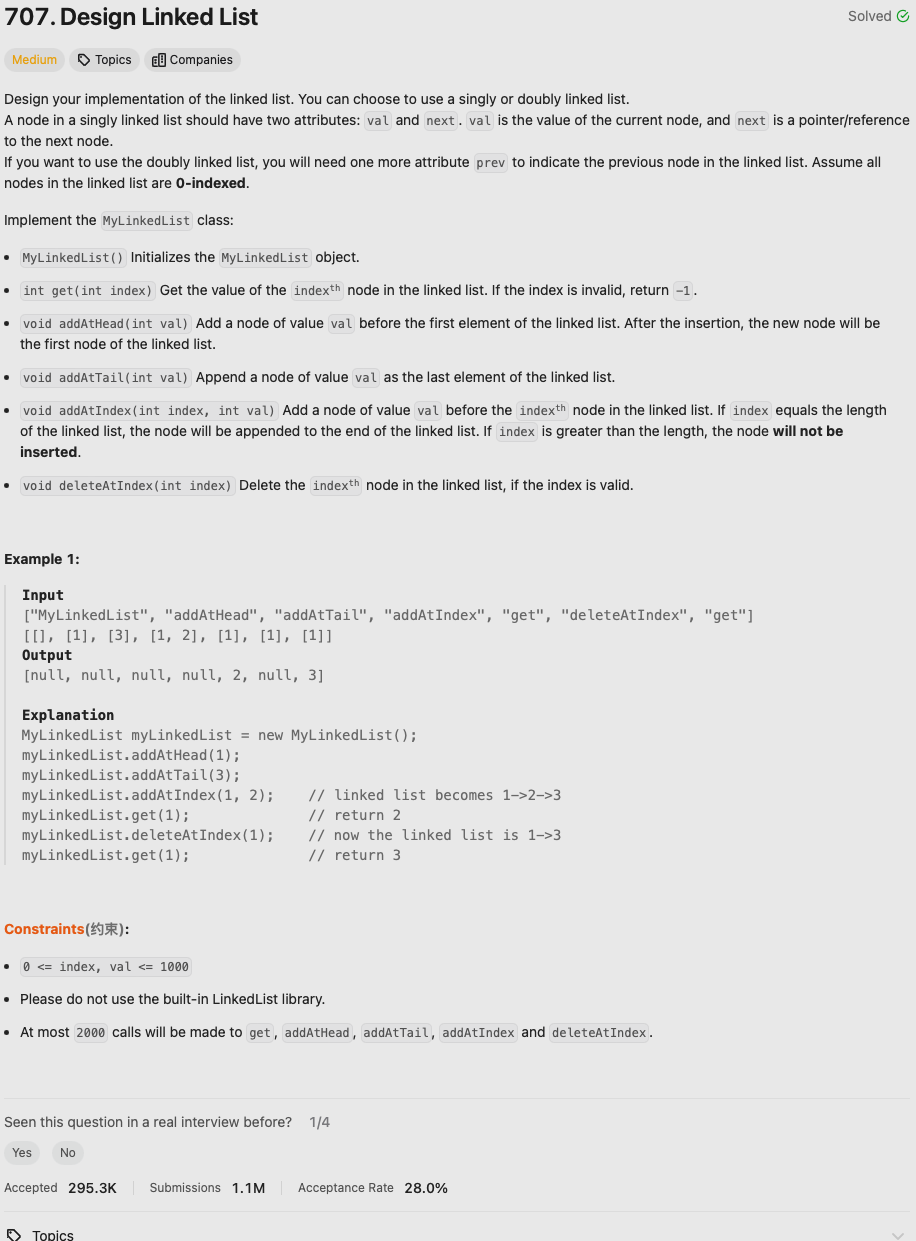 707. Design Linked List
Solved
Medium
Topics
Companies
Design your implementation of the linked list. You can choose to use a singly or doubly linked list.
A node in a singly linked list should have two attributes: val and next. val is the value of the current node, and next is a pointer/reference
to the next node.
If you want to use the doubly linked list, you will need one more attribute prev to indicate the previous node in the linked list. Assume all
nodes in the linked list are 0-indexed.
Implement the MyLinkedList class:
• MyLinkedList() Initializes the MyLinkedList object.
• int get(int index) Get the value of the indexth node in the linked list. If the index is invalid, return -1.
• void addAtHead(int val) Add a node of value val before the first element of the linked list. After the insertion, the new node will be
the first node of the linked list.
• void addAtTail(int val) Append a node of value val as the last element of the linked list.
• void addAtIndex(int index, int val) Add a node of value val before the indexth node in the linked list. If index equals the length
of the linked list, the node will be appended to the end of the linked list. If index is greater than the length, the node will not be
inserted.
• void deleteAtIndex(int index) Delete the indexth node in the linked list, if the index is valid.
Example 1:
Input
["MyLinkedList", "addAtHead", "addAtTail", "addAtIndex", "get", "deleteAtIndex", "get"]
[[], [1], [3], [1, 2], [1], [1], [1]]
Output
[null, null, null, null, 2, null, 3]
Explanation
MyLinkedList myLinkedList = new MyLinkedList();
myLinkedList.addAtHead(1);
myLinkedList.addAtTail(3);
myLinkedList.addAtIndex(1, 2);    // linked list becomes 1->2->3
myLinkedList.get(1);              // return 2
myLinkedList.deleteAtIndex(1);    // now the linked list is 1->3
myLinkedList.get(1);              // return 3
Constraints(约束):
• 0 <= index, val <= 1000
• Please do not use the built-in LinkedList library.
• At most 2000 calls will be made to get, addAtHead, addAtTail, addAtIndex and deleteAtIndex.
Seen this question in a real interview before? 1/4
Yes No
Accepted 295.3K Submissions 1.1M Acceptance Rate 28.0%
Topics